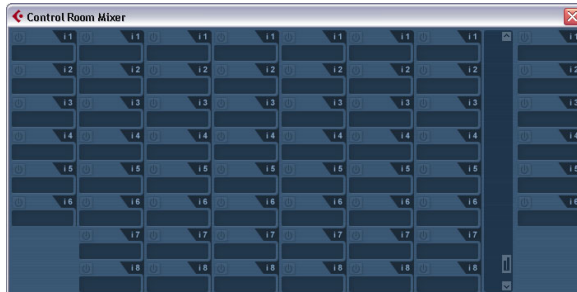 Control Room Mixer
i 1 i 1 i 1 i 1 i 1 i 1 i 1 i 1
i 2 i 2 i 2 i 2 i 2 i 2 i 2 i 2
i 3 i 3 i 3 i 3 i 3 i 3 i 3 i 3
i 4 i 4 i 4 i 4 i 4 i 4 i 4 i 4
i 5 i 5 i 5 i 5 i 5 i 5 i 5 i 5
i 6 i 6 i 6 i 6 i 6 i 6 i 6 i 6
i 7 i 7 i 7 i 7 i 7 i 7
i 8 i 8 i 8 i 8 i 8 i 8